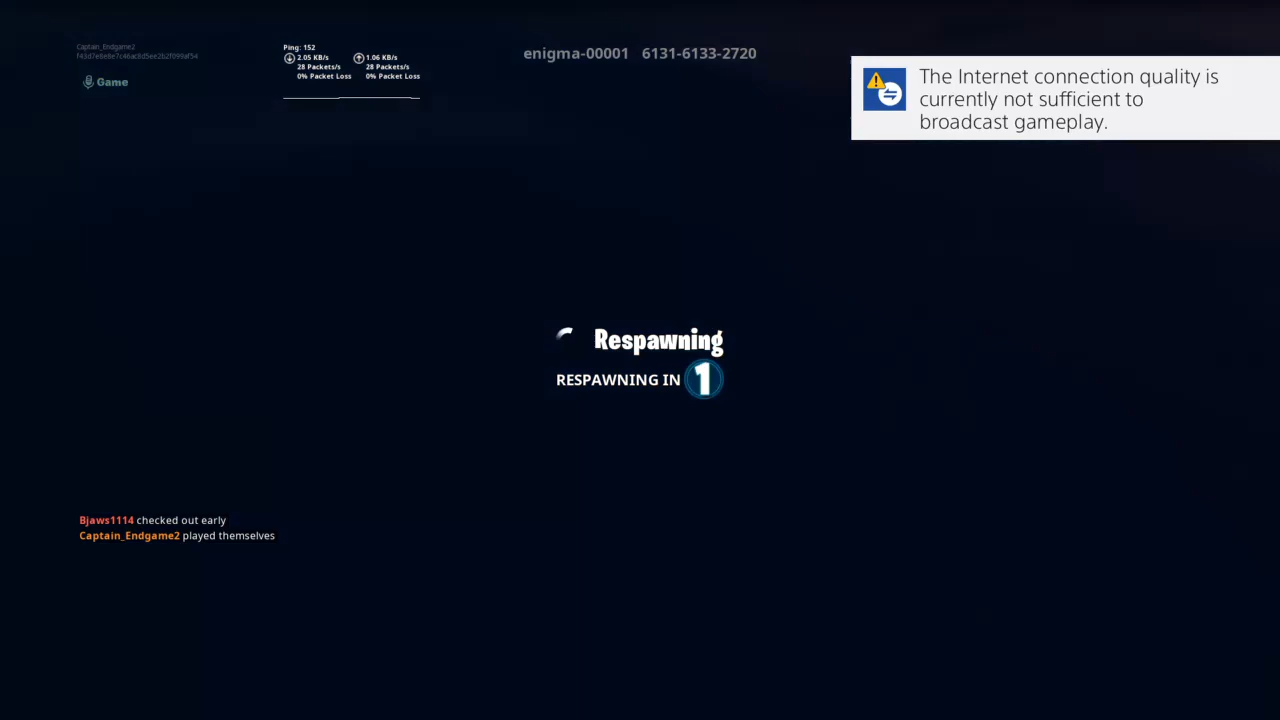 Captain_Endgame2
Game
Ping: 152
2.05 KB/s
1.06 KB/s
28 Packets/s
28 Packets/s
0% Packet Loss
0% Packet Loss
enigma-00001 6131-6133-2720
The Internet connection quality is
currently not sufficient to
broadcast gameplay.
Respawning
RESPAWNING IN 1
Bjaws1114 checked out early
Captain_Endgame2 played themselves